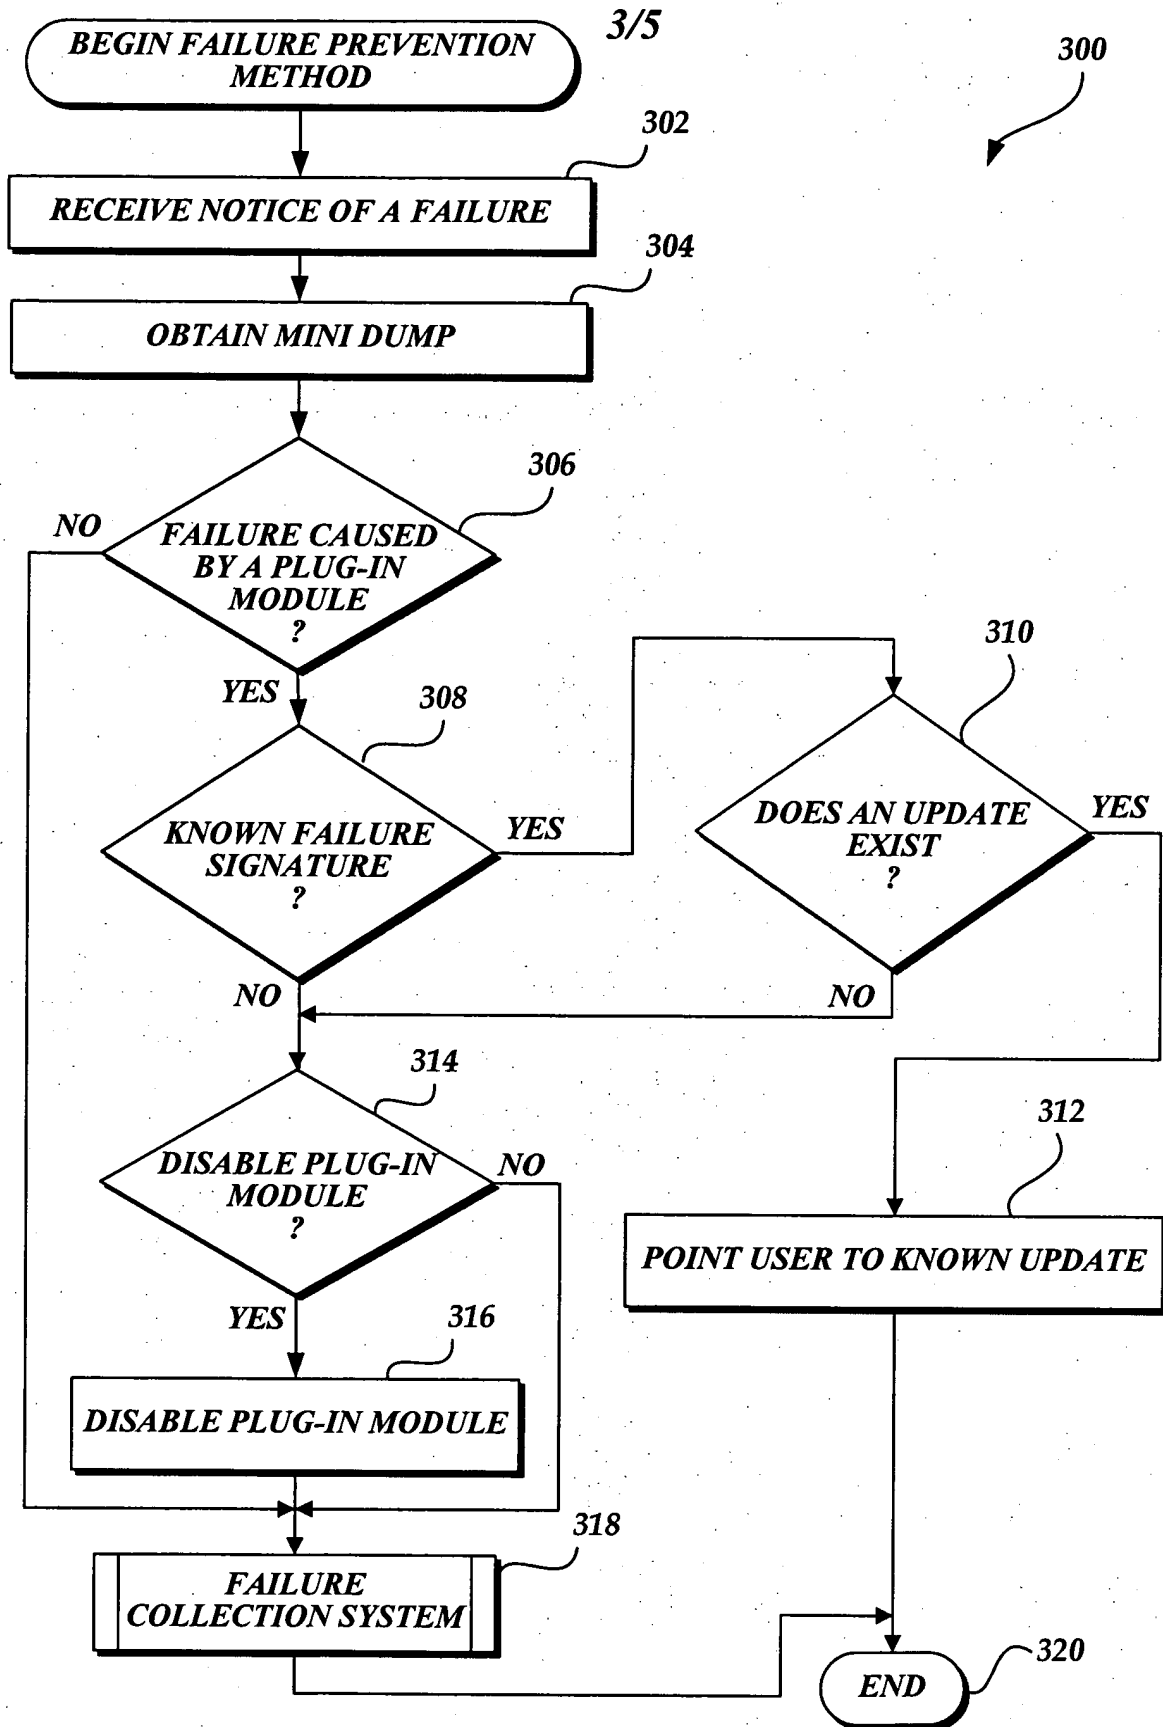 3/5
BEGIN FAILURE PREVENTION
METHOD
300
302
RECEIVE NOTICE OF A FAILURE
304
OBTAIN MINI DUMP
306
NO
FAILURE CAUSED
BY A PLUG-IN
MODULE
?
YES
308
310
KNOWN FAILURE
SIGNATURE
?
YES
DOES AN UPDATE
EXIST
?
YES
NO
NO
314
312
DISABLE PLUG-IN
MODULE
?
NO
POINT USER TO KNOWN UPDATE
YES
316
DISABLE PLUG-IN MODULE
318
FAILURE
COLLECTION SYSTEM
320
END